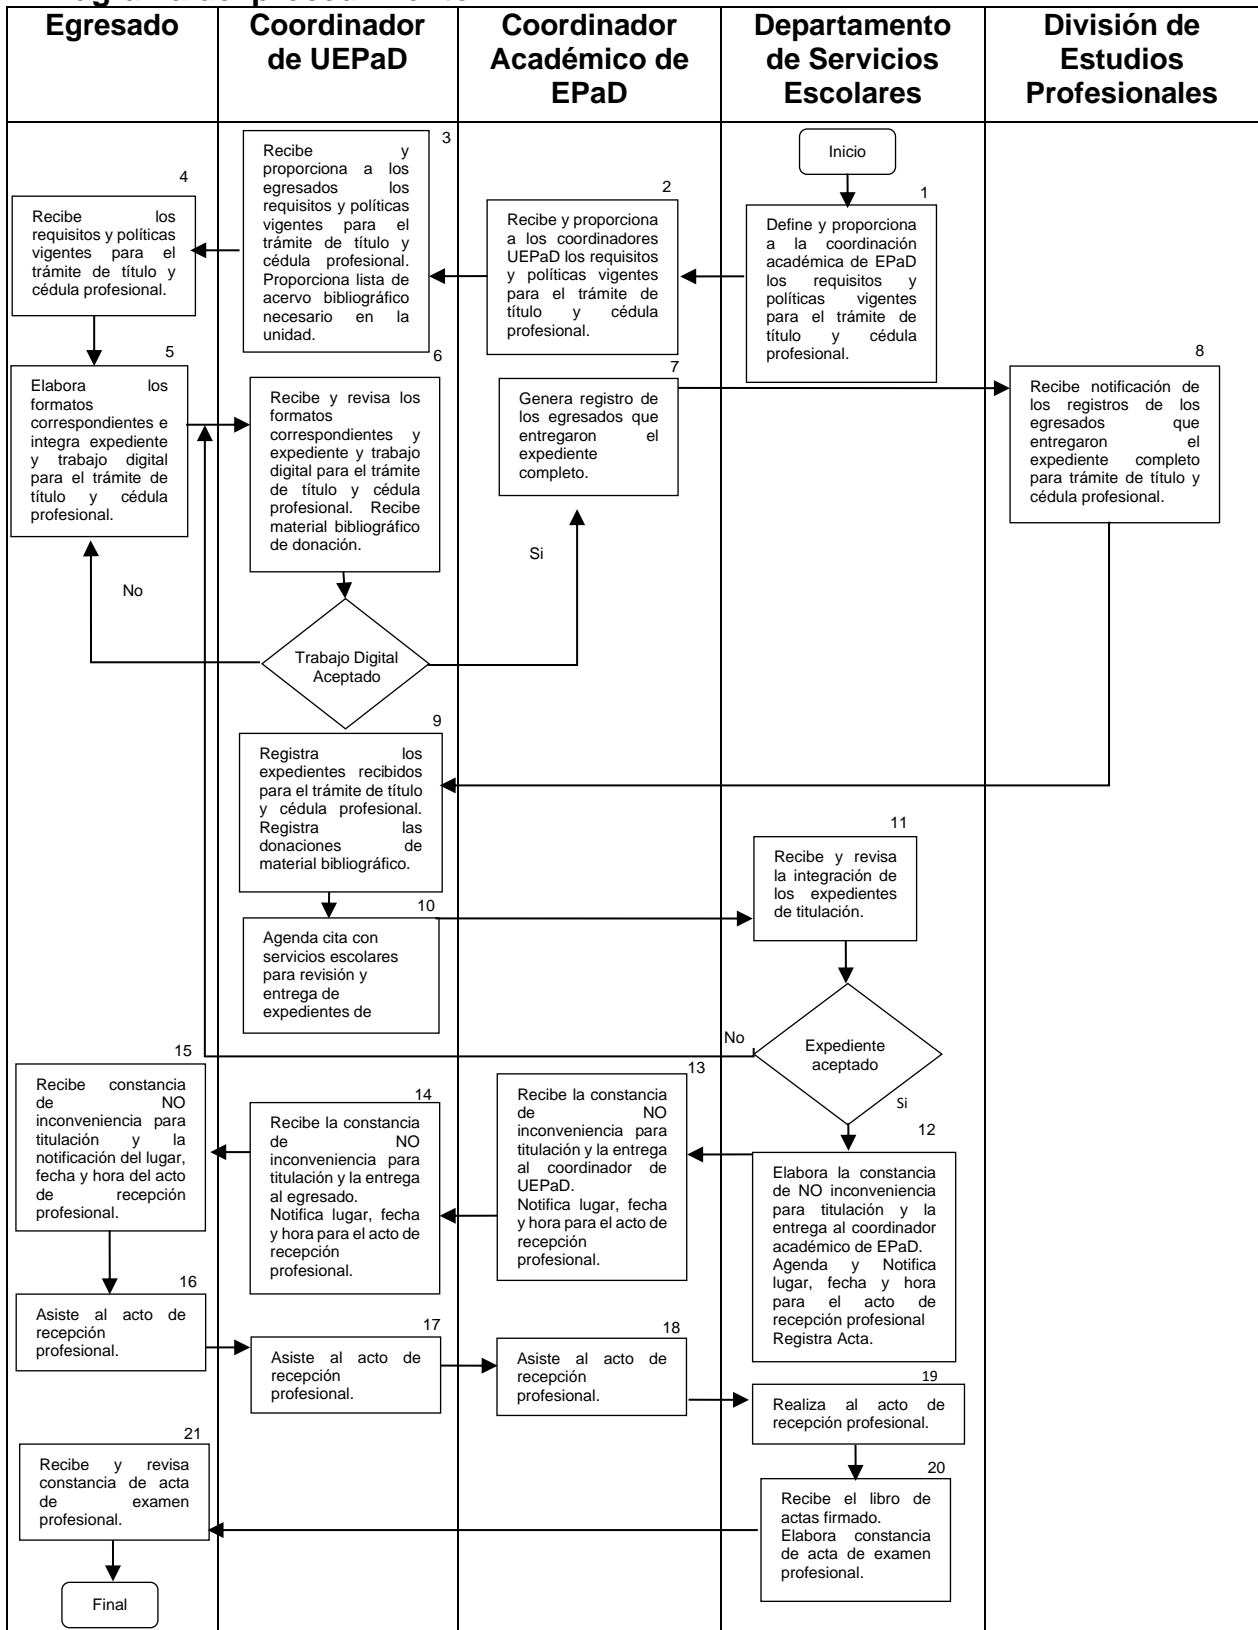 Egresado
Coordinador
de UEPaD
Coordinador
Académico de
EPaD
Departamento
de Servicios
Escolares
División de
Estudios
Profesionales
Inicio
1
Define y proporciona
a la coordinación
académica de EPaD
los requisitos y
políticas vigentes
para el trámite de
título y cédula
profesional.
2
Recibe y proporciona
a los coordinadores
UEPaD los requisitos
y políticas vigentes
para el trámite de
título y cédula
profesional.
3
Recibe y
proporciona a los
egresados los
requisitos y políticas
vigentes para el
trámite de título y
cédula profesional.
Proporciona lista de
acervo bibliográfico
necesario en la
unidad.
4
Recibe los
requisitos y políticas
vigentes para el
trámite de título y
cédula profesional.
5
Elabora los
formatos
correspondientes e
integra expediente
y trabajo digital
para el trámite de
título y cédula
profesional.
6
Recibe y revisa los
formatos
correspondientes y
expediente y trabajo
digital para el trámite
de título y cédula
profesional. Recibe
material bibliográfico
de donación.
Trabajo Digital
Aceptado
No
Si
7
Genera registro de
los egresados que
entregaron el
expediente
completo.
8
Recibe notificación de
los registros de los
egresados que
entregaron el
expediente completo
para trámite de título y
cédula profesional.
9
Registra los
expedientes recibidos
para el trámite de título
y cédula profesional.
Registra las
donaciones de
material bibliográfico.
10
Agenda cita con
servicios escolares
para revisión y
entrega de
expedientes de
11
Recibe y revisa
la integración de
los expedientes
de titulación.
Expediente
aceptado
No
Si
12
Elabora la constancia
de NO inconveniencia
para titulación y la
entrega al coordinador
académico de EPaD.
Agenda y Notifica
lugar, fecha y hora
para el acto de
recepción profesional
Registra Acta.
13
Recibe la constancia
de NO
inconveniencia para
titulación y la entrega
al coordinador de
UEPaD.
Notifica lugar, fecha
y hora para el acto de
recepción
profesional.
14
Recibe la constancia
de NO
inconveniencia para
titulación y la entrega
al egresado.
Notifica lugar, fecha
y hora para el acto de
recepción
profesional.
15
Recibe constancia
de NO
inconveniencia para
titulación y la
notificación del lugar,
fecha y hora del acto
de recepción
profesional.
16
Asiste al acto de
recepción
profesional.
17
Asiste al acto de
recepción
profesional.
18
Asiste al acto de
recepción
profesional.
19
Realiza al acto de
recepción profesional.
20
Recibe el libro de
actas firmado.
Elabora constancia
de acta de examen
profesional.
21
Recibe y revisa
constancia de acta
de examen
profesional.
Final